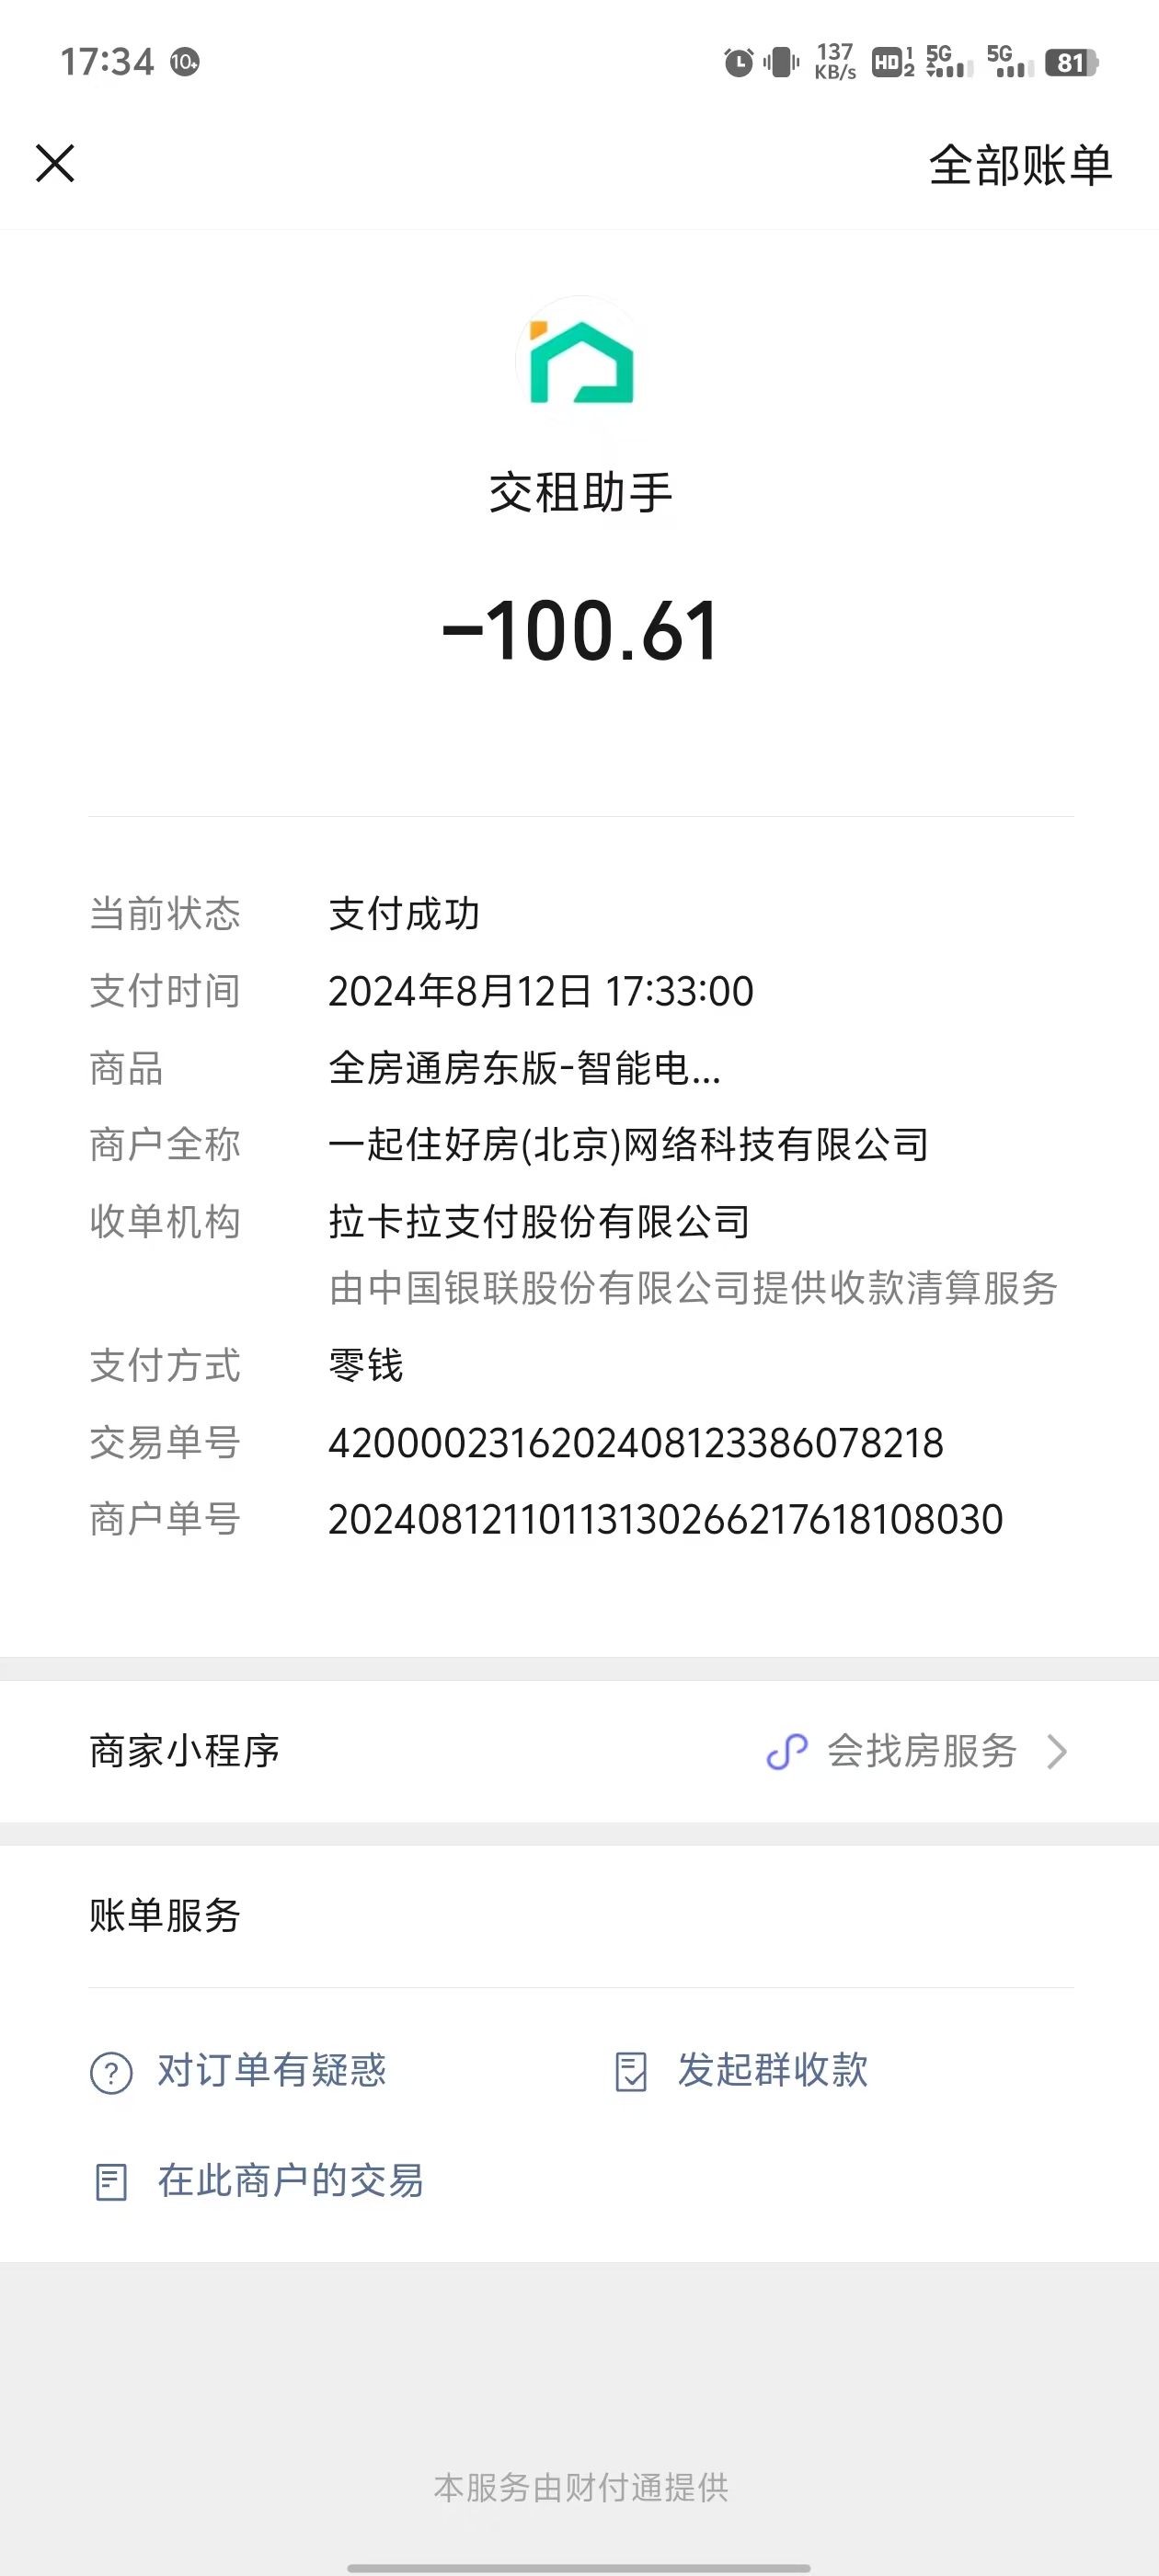 17:34 10+ 137 KB/s HD 1 2 5G 5G 81
全部账单
交租助手
-100.61
当前状态 支付成功
支付时间 2024年8月12日 17:33:00
商品 全房通房东版-智能电...
商户全称 一起住好房(北京)网络科技有限公司
收单机构 拉卡拉支付股份有限公司
由中国银联股份有限公司提供收款清算服务
支付方式 零钱
交易单号 4200002316202408123386078218
商户单号 20240812110113130266217618108030
商家小程序 会找房服务
账单服务
对订单有疑惑 发起群收款
在此商户的交易
本服务由财付通提供